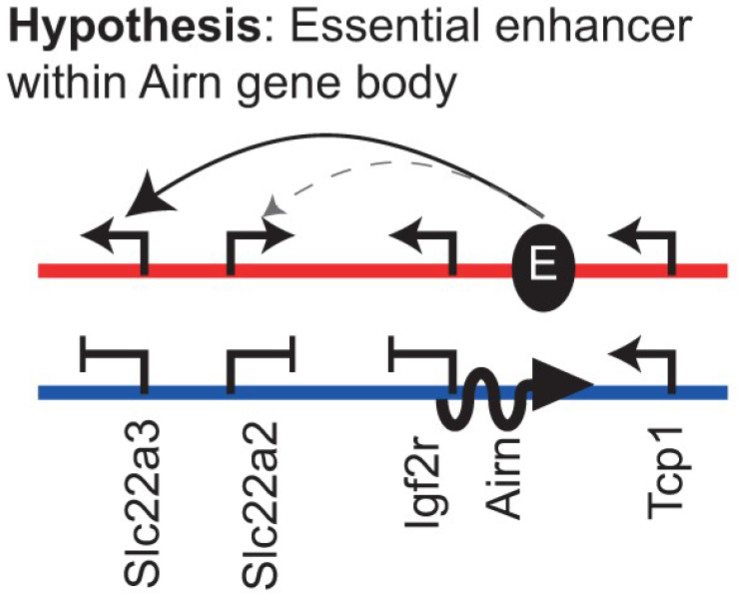 Hypothesis: Essential enhancer
within Airn gene body
E
Slc22a3
Slc22a2
Igf2r
Airn
Tcp1